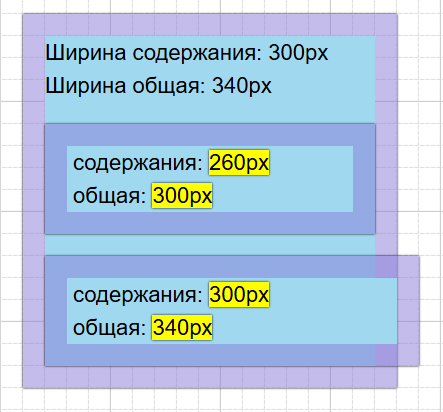 Ширина содержания: 300px
Ширина общая: 340px
содержания: 260px
общая: 300px
содержания: 300px
общая: 340px